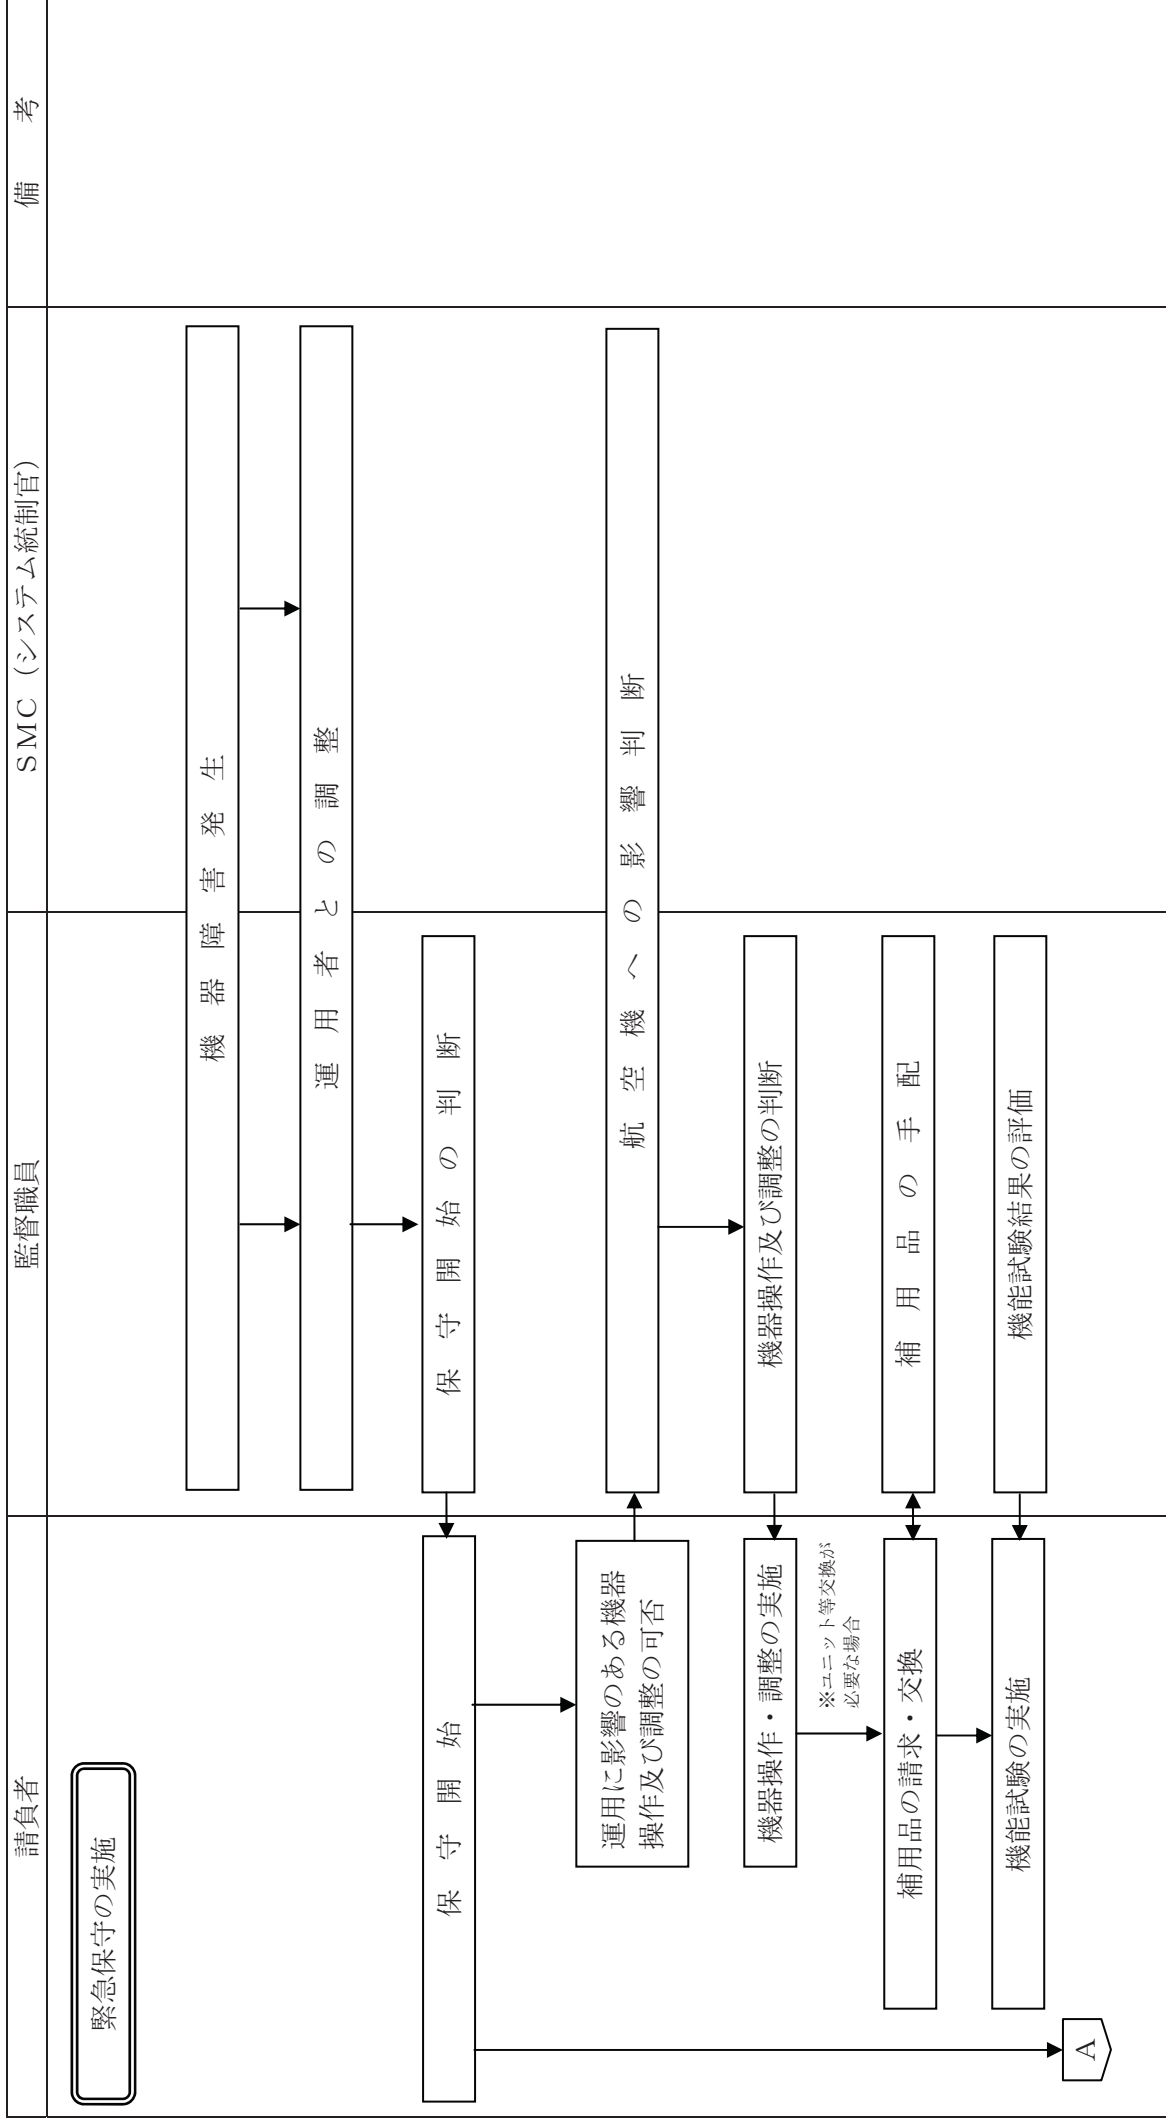 請負者
監督職員
SMC（システム統制官）
備考
緊急保守の実施
機器障害発生
運用者との調整
保守開始の判断
保守開始
運用に影響のある機器
操作及び調整の可否
航空機への影響判断
機器操作及び調整の判断
機器操作・調整の実施
※ユニット等交換が
必要な場合
補用品の手配
補用品の請求・交換
機能試験結果の評価
機能試験の実施
A